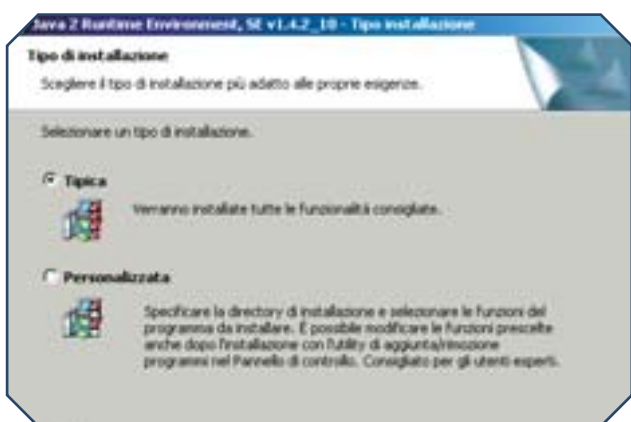 Java 2 Runtime Environment, SE v1.4.2_10 - Tipo installazione
Tipo di installazione
Scegliere il tipo di installazione più adatto alle proprie esigenze.
Selezionare un tipo di installazione.
Tipica
Verranno installate tutte le funzionalità consigliate.
Personalizzata
Specificare la directory di installazione e selezionare le funzioni del
programma da installare. È possibile modificare le funzioni prescelte
anche dopo l'installazione con l'utility di aggiunta/rimozione
programmi nel Pannello di controllo. Consigliato per gli utenti esperti.